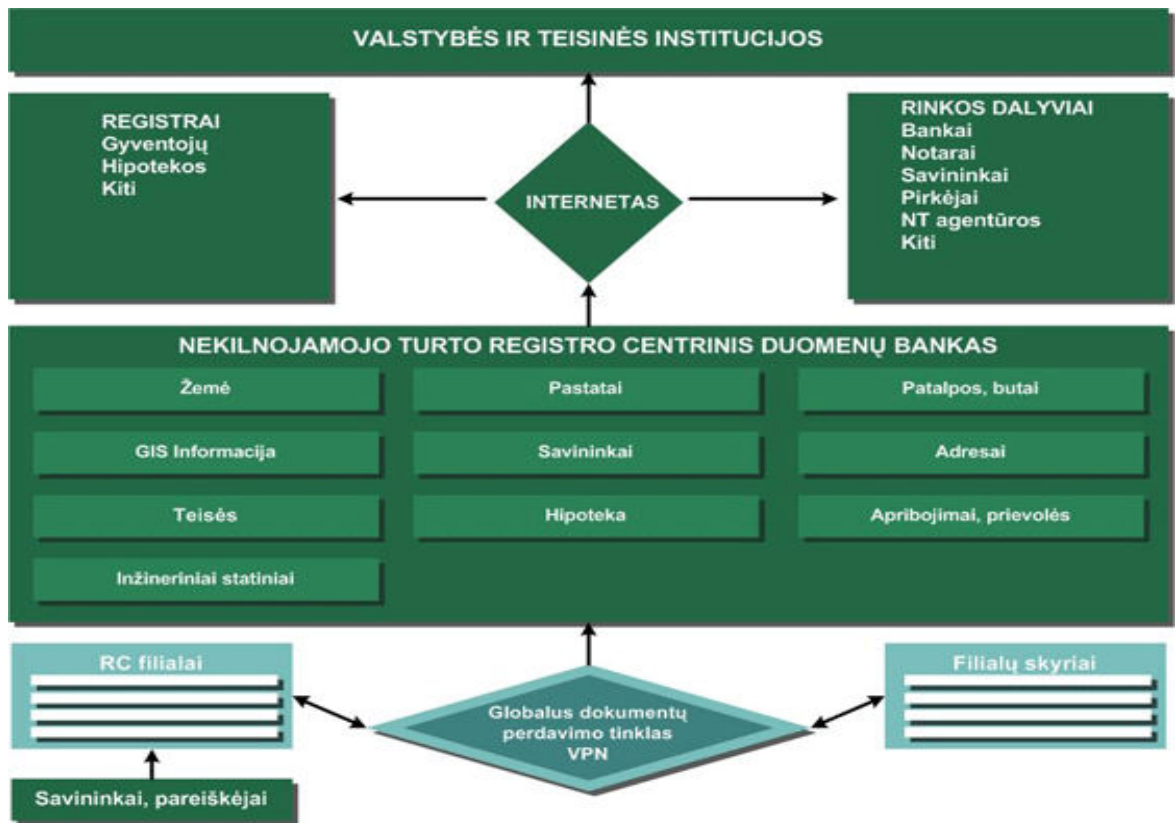 VALSTYBĖS IR TEISINĖS INSTITUCIJOS
REGISTRAI
Gyventojų
Hipotekos
Kiti
INTERNETAS
RINKOS DALYVIAI
Bankai
Notarai
Savininkai
Pirkėjai
NT agentūros
Kiti
NEKILNOJAMOJO TURTO REGISTRO CENTRINIS DUOMENŲ BANKAS
Žemė
Pastatai
Patalpos, butai
GIS Informacija
Savininkai
Adresai
Teisės
Hipoteka
Apribojimai, prievolės
Inžineriniai statiniai
RC filialai
Globalus dokumentų
perdavimo tinklas
VPN
Filialų skyriai
Savininkai, pareiškėjai